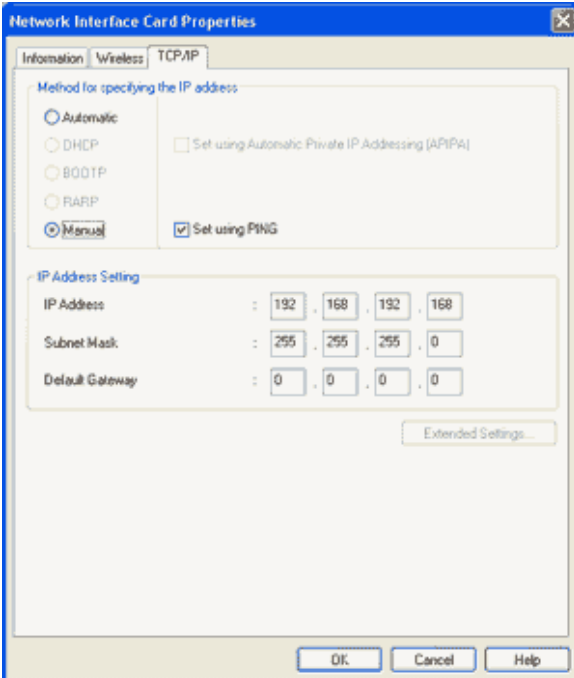 Network Interface Card Properties
Information Wireless TCP/IP
Method for specifying the IP address
Automatic
DHCP Set using Automatic Private IP Addressing (APIPA)
BOOTP
RARP
Manual Set using PING
IP Address Setting
IP Address : 192 . 168 . 192 . 168
Subnet Mask : 255 . 255 . 255 . 0
Default Gateway : 0 . 0 . 0 . 0
Extended Settings...
OK Cancel Help